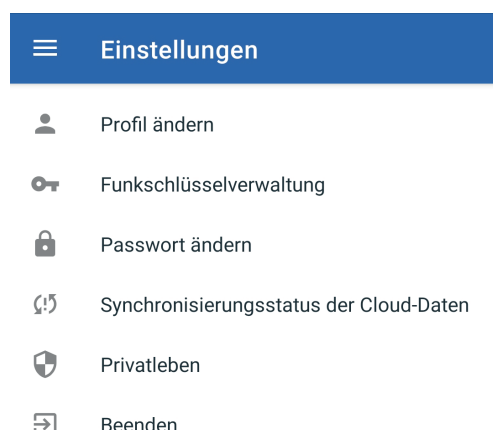 Einstellungen
Profil ändern
Funkschlüsselverwaltung
Passwort ändern
Synchronisierungsstatus der Cloud-Daten
Privatleben
Beenden